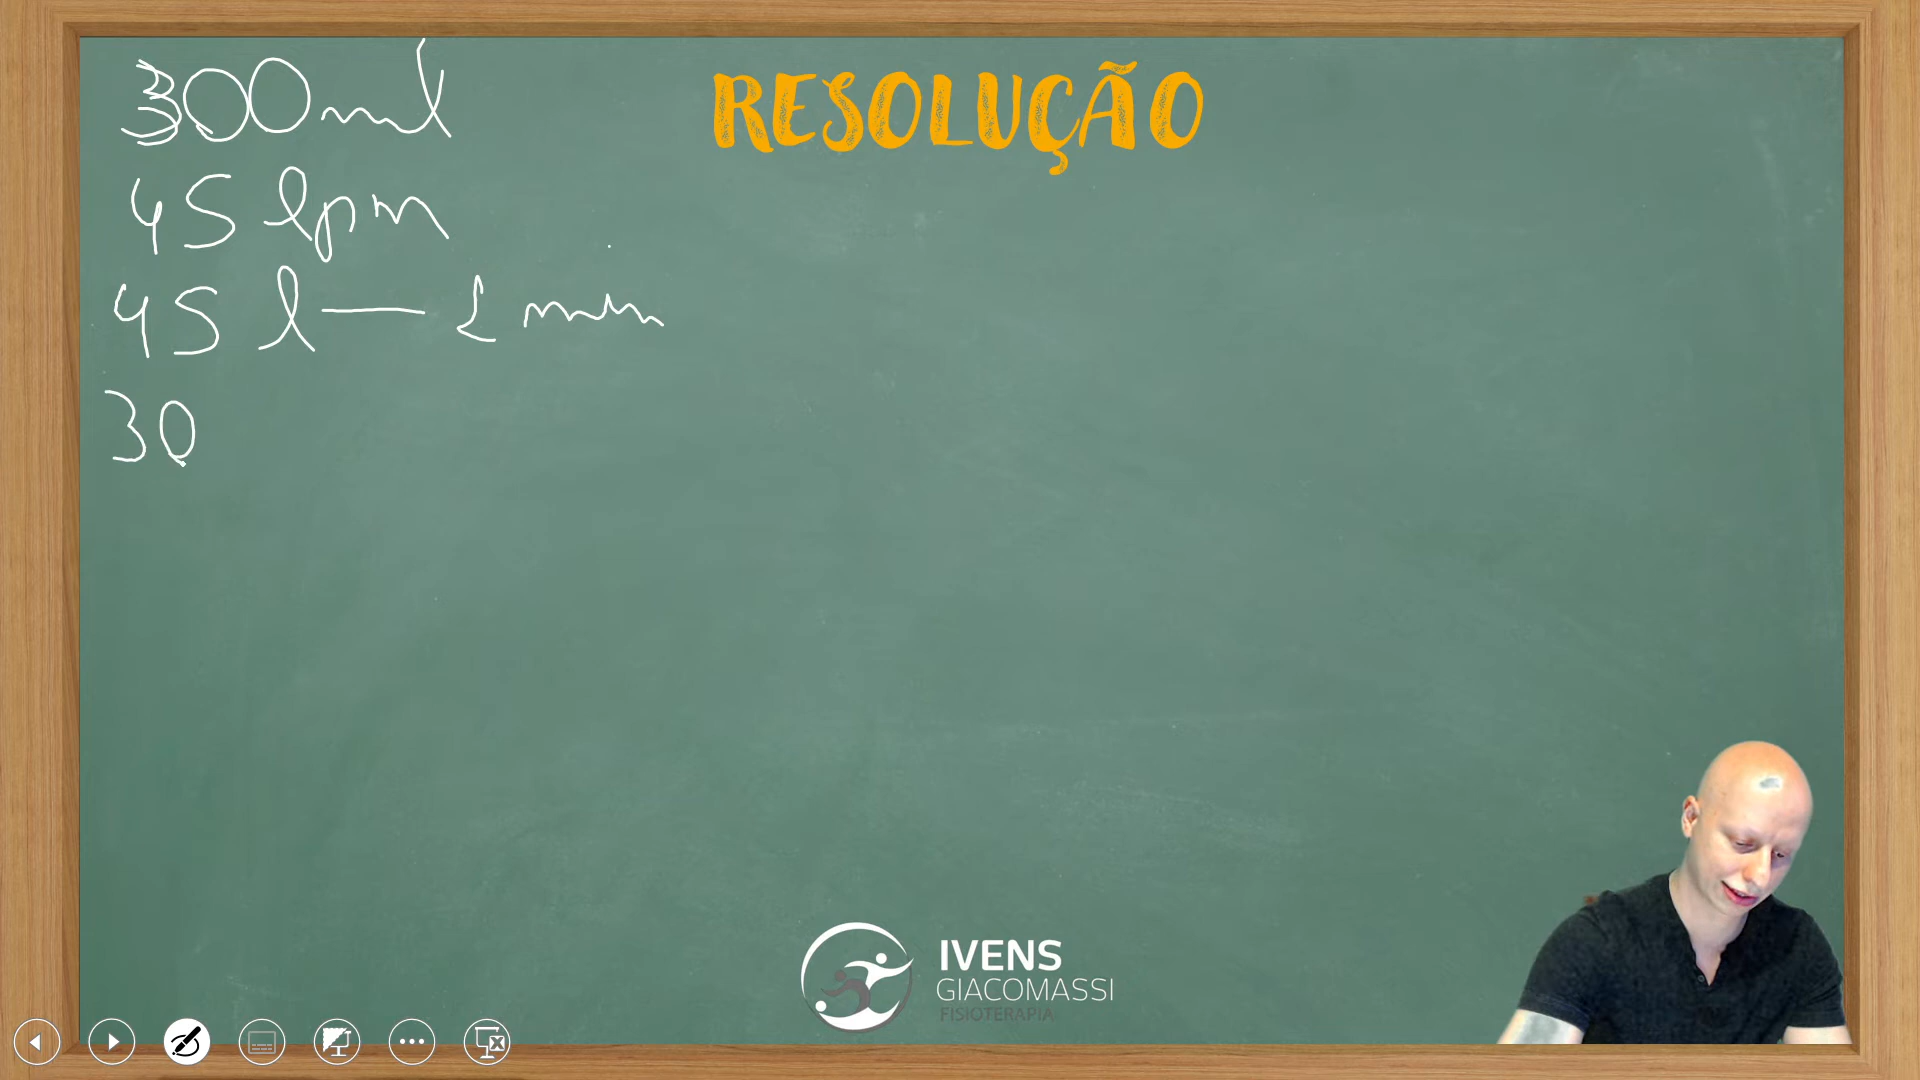 300ml
RESOLUÇÃO
45 lpm
45 l — 1 min
30
IVENS
GIACOMASSI
FISIOTERAPIA